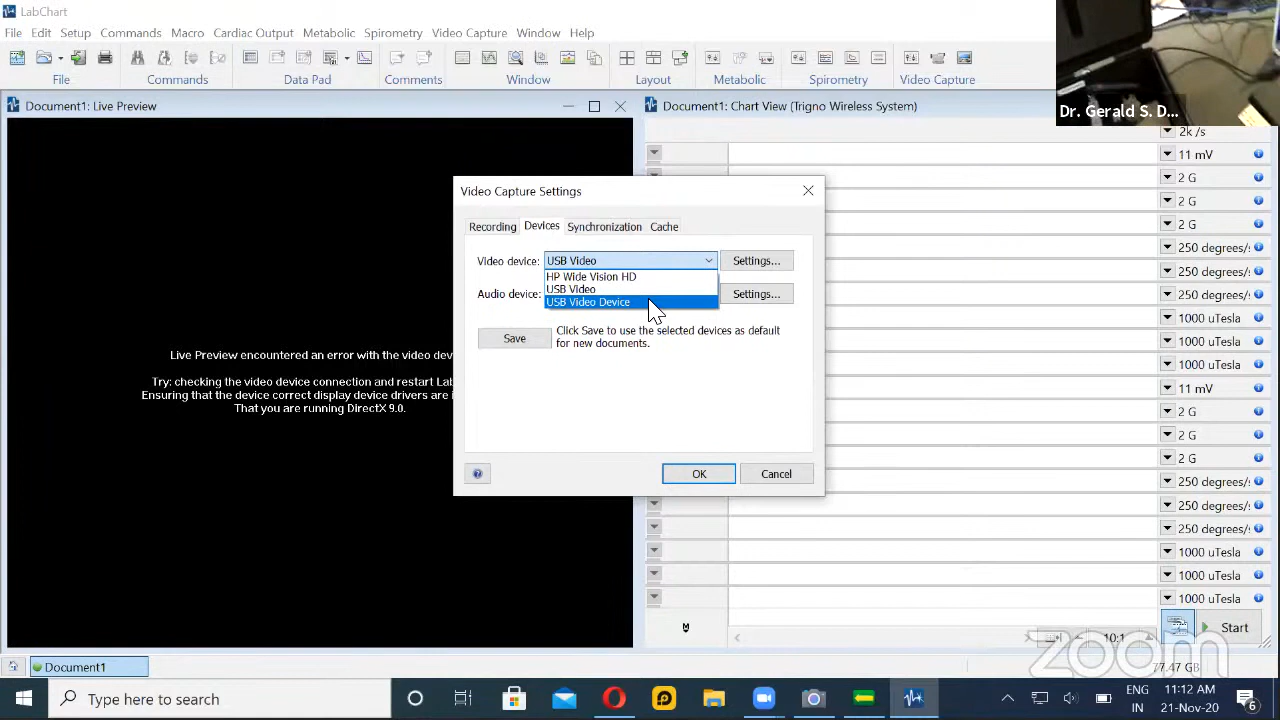 LabChart
File Edit Setup Commands Macro Cardiac Output Metabolic Spirometry Video Capture Window Help
File Commands Data Pad Comments Window Layout Metabolic Spirometry Video Capture
Dr. Gerald S. D...
Document1: Live Preview
Document1: Chart View (Trigno Wireless System)
2k /s
11 mV
2 G
2 G
2 G
250 degrees/:
250 degrees/:
250 degrees/:
1000 uTesla
1000 uTesla
1000 uTesla
11 mV
2 G
2 G
2 G
250 degrees/:
250 degrees/:
250 degrees/:
1000 uTesla
1000 uTesla
1000 uTesla
Video Capture Settings
Recording Devices Synchronization Cache
Video device: USB Video Settings...
HP Wide Vision HD
USB Video
USB Video Device
Audio device: Settings...
Save Click Save to use the selected devices as default
for new documents.
OK Cancel
Live Preview encountered an error with the video dev
Try: checking the video device connection and restart Lab
Ensuring that the device correct display device drivers are i
That you are running DirectX 9.0.
10:1 Start
zoom
Document1
77.47 GB
Type here to search
ENG
IN
11:12 AM
21-Nov-20
6